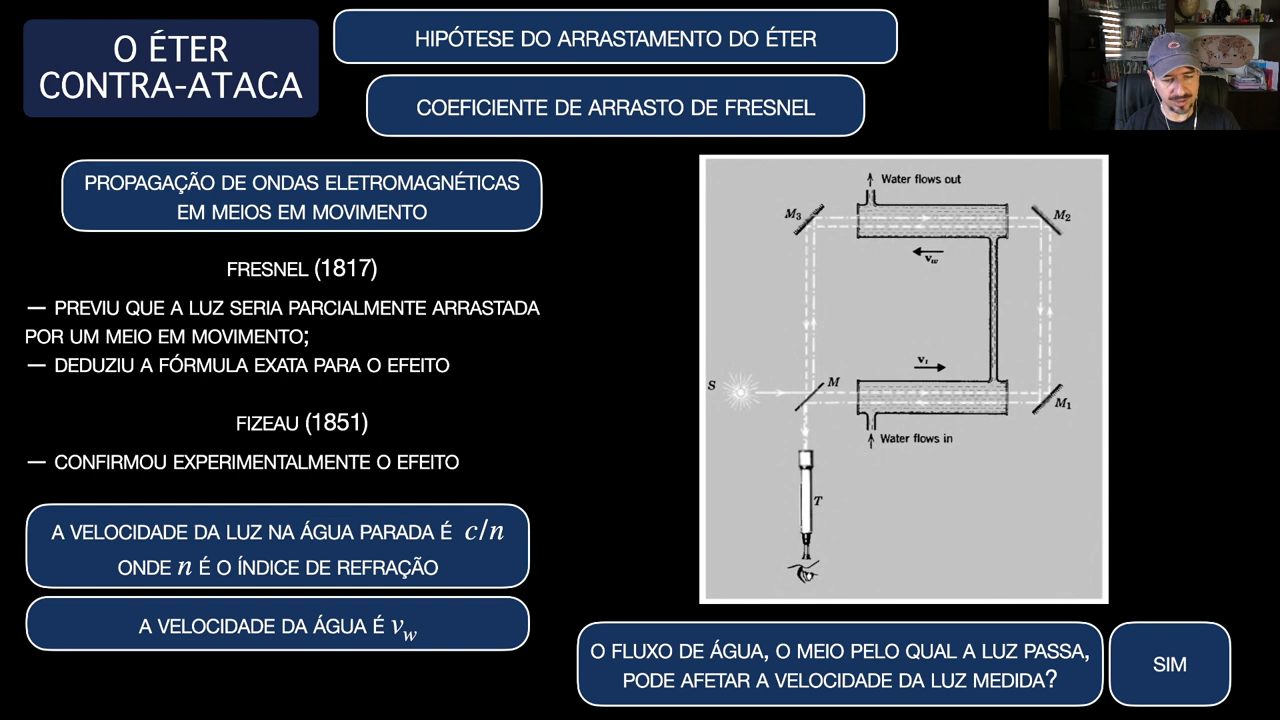 O ÉTER
CONTRA-ATACA
HIPÓTESE DO ARRASTAMENTO DO ÉTER
COEFICIENTE DE ARRASTO DE FRESNEL
PROPAGAÇÃO DE ONDAS ELETROMAGNÉTICAS
EM MEIOS EM MOVIMENTO
FRESNEL (1817)
— PREVIU QUE A LUZ SERIA PARCIALMENTE ARRASTADA
POR UM MEIO EM MOVIMENTO;
— DEDUZIU A FÓRMULA EXATA PARA O EFEITO
FIZEAU (1851)
— CONFIRMOU EXPERIMENTALMENTE O EFEITO
A VELOCIDADE DA LUZ NA ÁGUA PARADA É c/n
ONDE n É O ÍNDICE DE REFRAÇÃO
A VELOCIDADE DA ÁGUA É v_w
Water flows out
M₃
M₂
v_w
v_t
S
M
M₁
Water flows in
T
O FLUXO DE ÁGUA, O MEIO PELO QUAL A LUZ PASSA,
PODE AFETAR A VELOCIDADE DA LUZ MEDIDA?
SIM